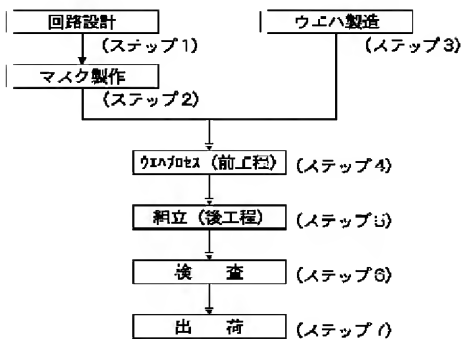 回路設計
ウエハ製造
(ステップ1)
(ステップ3)
マスク製作
(ステップ2)
ウエハプロセス (前工程)
(ステップ4)
組立 (後工程)
(ステップ5)
検 査
(ステップ6)
出 荷
(ステップ7)